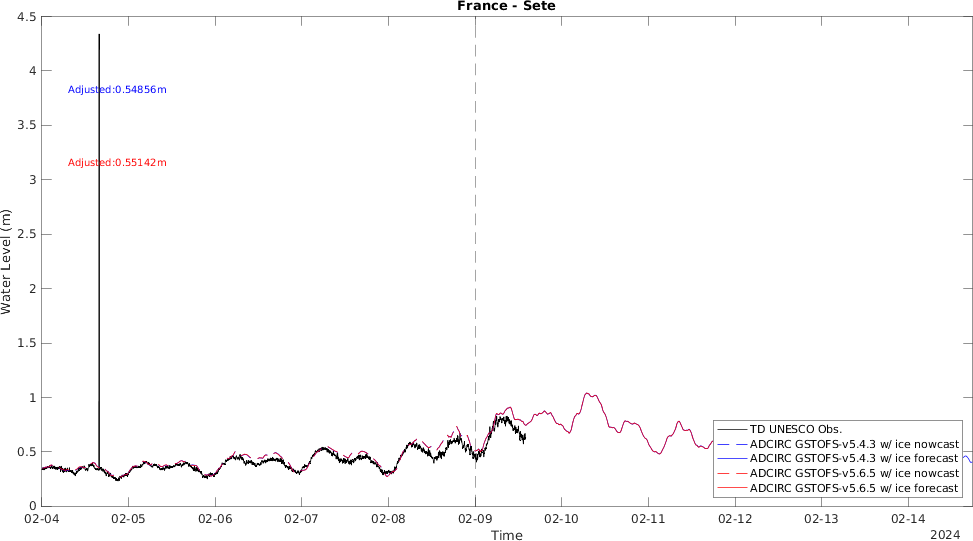 France - Sete
4.5
4
3.5
3
2.5
2
1.5
1
0.5
0
Water Level (m)
Adjusted:0.54856m
Adjusted:0.55142m
TD UNESCO Obs.
ADCIRC GSTOFS-v5.4.3 w/ ice nowcast
ADCIRC GSTOFS-v5.4.3 w/ ice forecast
ADCIRC GSTOFS-v5.6.5 w/ ice nowcast
ADCIRC GSTOFS-v5.6.5 w/ ice forecast
02-04 02-05 02-06 02-07 02-08 02-09 02-10 02-11 02-12 02-13 02-14
Time
2024